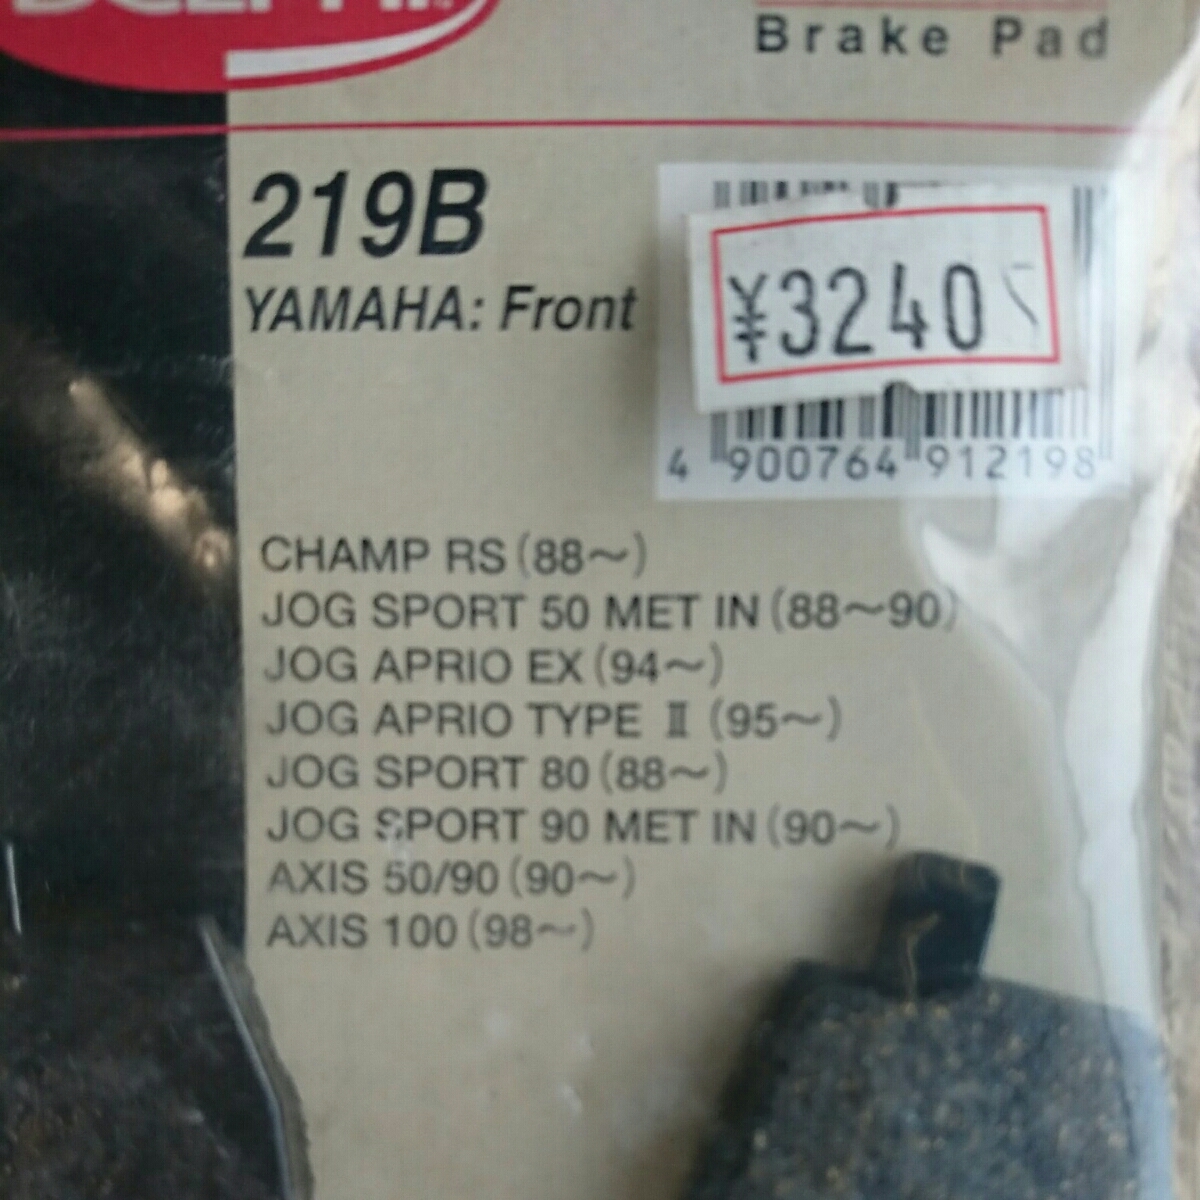 Brake Pad
219B
YAMAHA: Front
¥3240
4 900764 912198
CHAMP RS (88～)
JOG SPORT 50 MET IN (88～90)
JOG APRIO EX (94～)
JOG APRIO TYPE Ⅱ (95～)
JOG SPORT 80 (88～)
JOG SPORT 90 MET IN (90～)
AXIS 50/90 (90～)
AXIS 100 (98～)